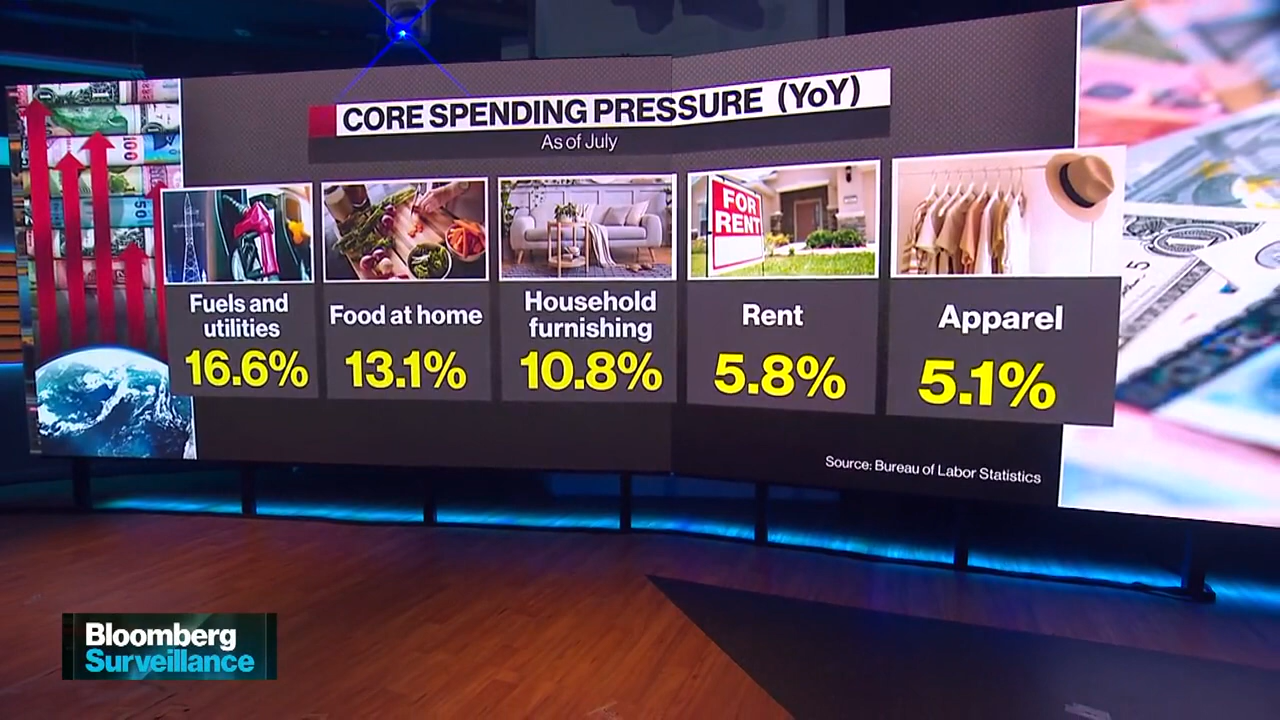 CORE SPENDING PRESSURE (YoY)
As of July
FOR
RENT
Fuels and
utilities
16.6%
Food at home
13.1%
Household
furnishing
10.8%
Rent
5.8%
Apparel
5.1%
Source: Bureau of Labor Statistics
Bloomberg
Surveillance